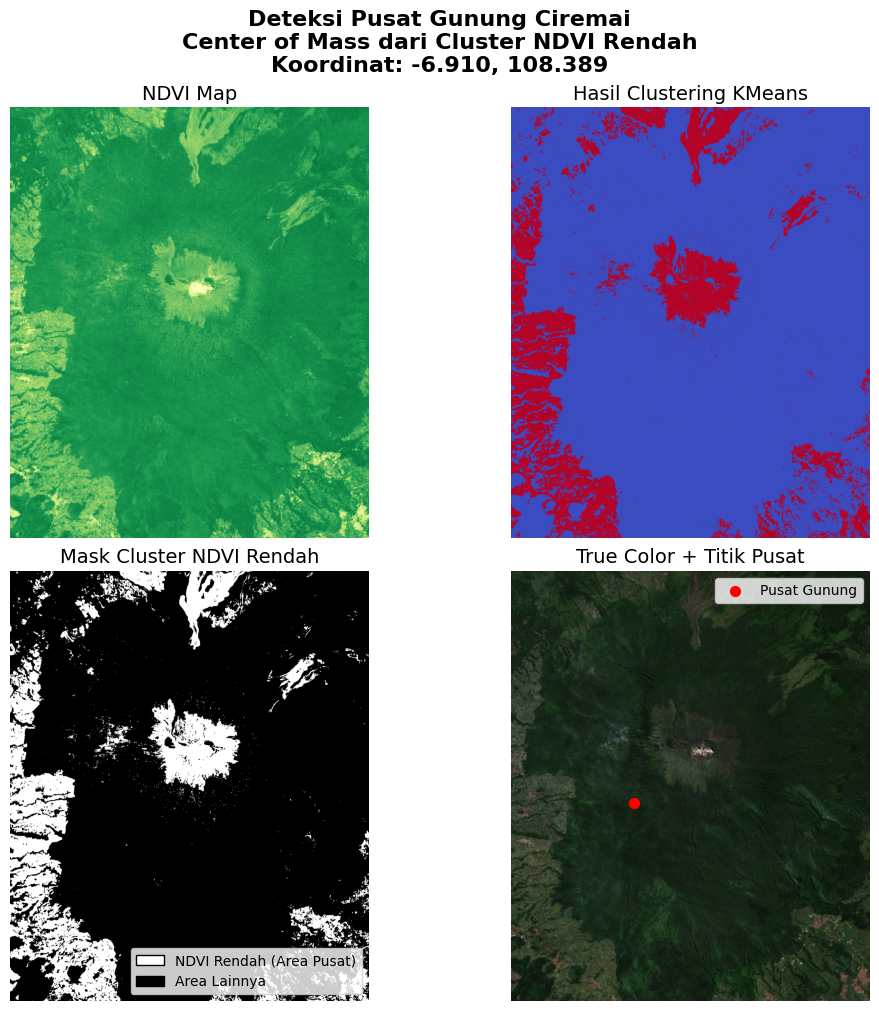 Deteksi Pusat Gunung Ciremai
Center of Mass dari Cluster NDVI Rendah
Koordinat: -6.910, 108.389
NDVI Map
Hasil Clustering KMeans
Mask Cluster NDVI Rendah
NDVI Rendah (Area Pusat)
Area Lainnya
True Color + Titik Pusat
Pusat Gunung